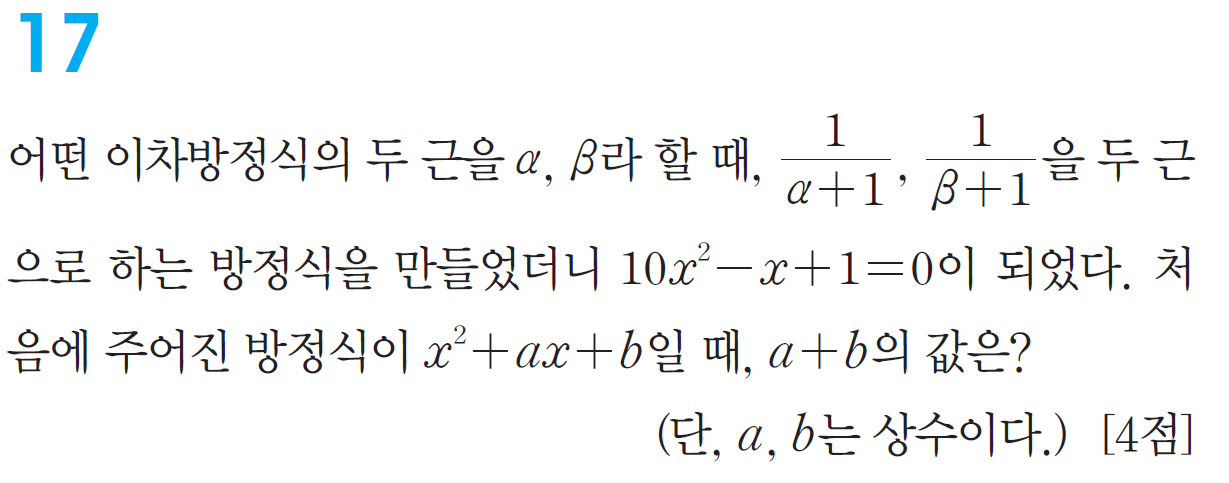 17
어떤 이차방정식의 두 근을 α, β라 할 때, \frac{1}{α+1}, \frac{1}{β+1}을 두 근
으로 하는 방정식을 만들었더니 10x²-x+1=0이 되었다. 처
음에 주어진 방정식이 x²+ax+b일 때, a+b의 값은?
(단, a, b는 상수이다.) [4점]